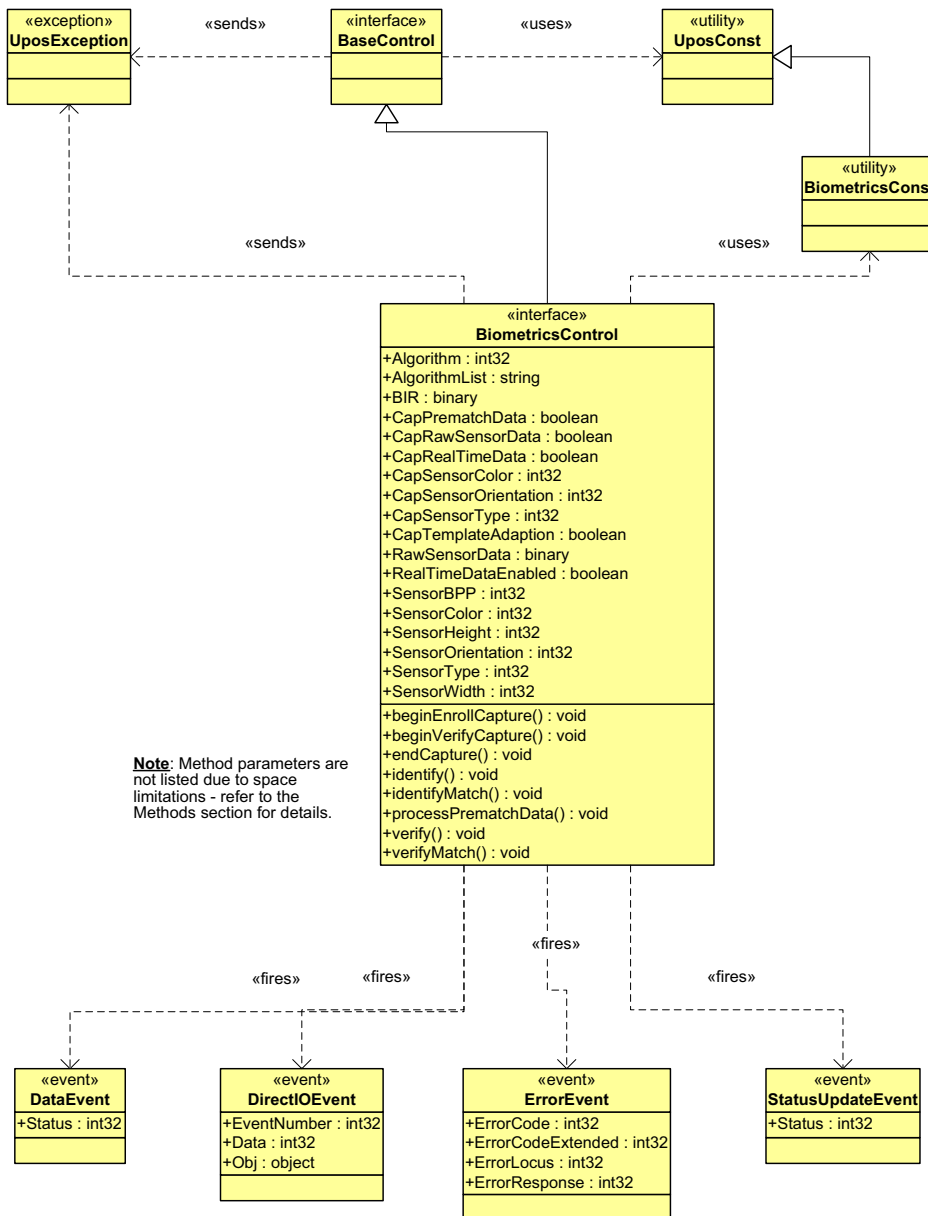 «exception»
UposException
«sends»
«interface»
BaseControl
«uses»
«utility»
UposConst
«utility»
BiometricsCons
«sends»
«uses»
«interface»
BiometricsControl
+Algorithm : int32
+AlgorithmList : string
+BIR : binary
+CapPrematchData : boolean
+CapRawSensorData : boolean
+CapRealTimeData : boolean
+CapSensorColor : int32
+CapSensorOrientation : int32
+CapSensorType : int32
+CapTemplateAdaption : boolean
+RawSensorData : binary
+RealTimeDataEnabled : boolean
+SensorBPP : int32
+SensorColor : int32
+SensorHeight : int32
+SensorOrientation : int32
+SensorType : int32
+SensorWidth : int32
+beginEnrollCapture() : void
+beginVerifyCapture() : void
+endCapture() : void
+identify() : void
+identifyMatch() : void
+processPrematchData() : void
+verify() : void
+verifyMatch() : void
Note: Method parameters are
not listed due to space
limitations - refer to the
Methods section for details.
«fires»
«fires»
«fires»
«fires»
«event»
DataEvent
+Status : int32
«event»
DirectIOEvent
+EventNumber : int32
+Data : int32
+Obj : object
«event»
ErrorEvent
+ErrorCode : int32
+ErrorCodeExtended : int32
+ErrorLocus : int32
+ErrorResponse : int32
«event»
StatusUpdateEvent
+Status : int32